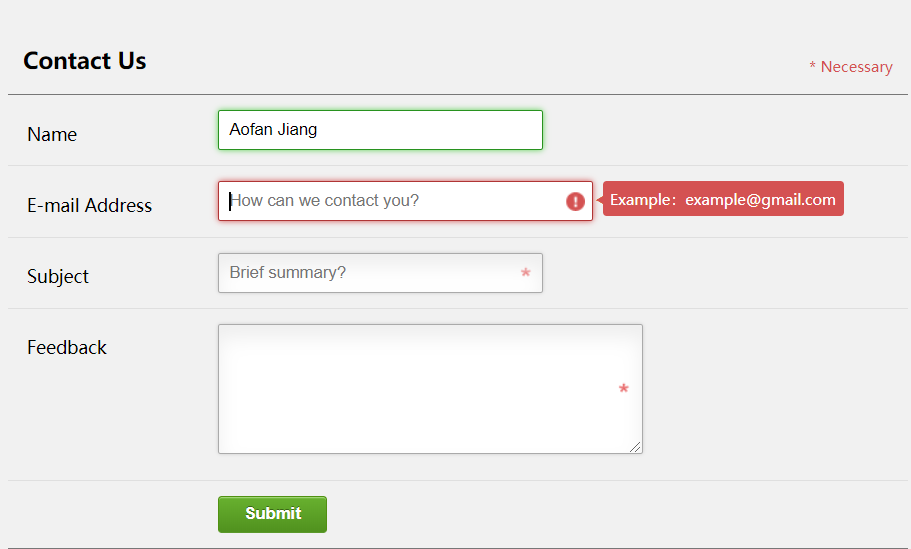 Contact Us
* Necessary
Name
Aofan Jiang
E-mail Address
How can we contact you?
Example：example@gmail.com
Subject
Brief summary?
*
Feedback
*
Submit